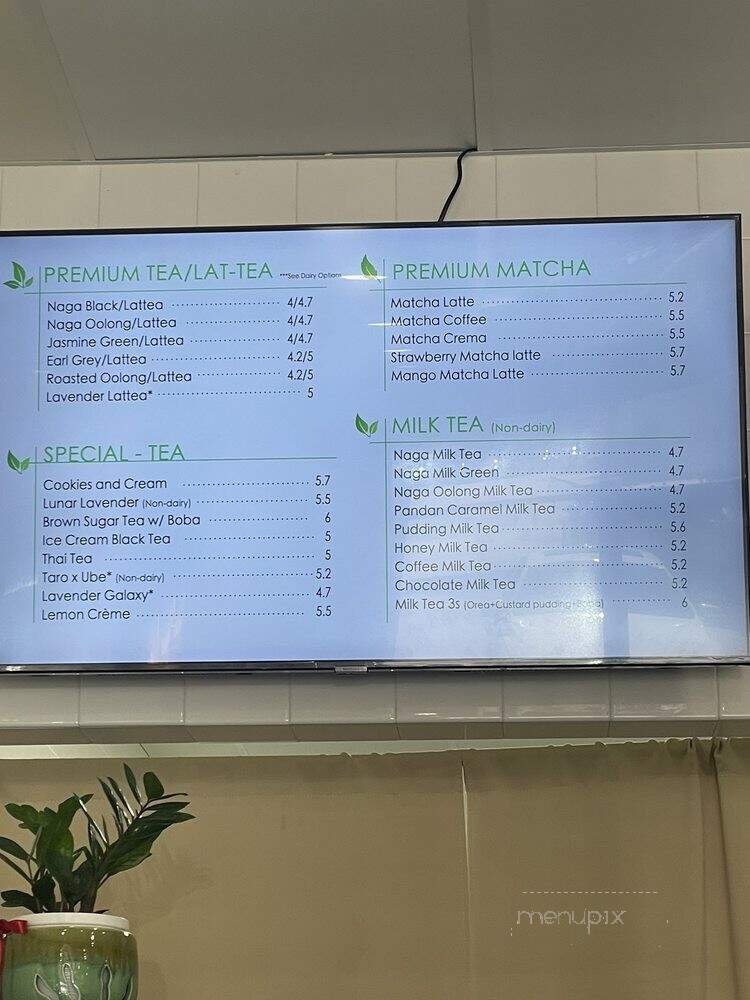 PREMIUM TEA/LAT-TEA ***See Dairy Options
Naga Black/Lattea 4/4.7
Naga Oolong/Lattea 4/4.7
Jasmine Green/Lattea 4/4.7
Earl Grey/Lattea 4.2/5
Roasted Oolong/Lattea 4.2/5
Lavender Lattea* 5
SPECIAL - TEA
Cookies and Cream 5.7
Lunar Lavender (Non-dairy) 5.5
Brown Sugar Tea w/ Boba 6
Ice Cream Black Tea 5
Thai Tea 5
Taro x Ube* (Non-dairy) 5.2
Lavender Galaxy* 4.7
Lemon Crème 5.5
PREMIUM MATCHA
Matcha Latte 5.2
Matcha Coffee 5.5
Matcha Crema 5.5
Strawberry Matcha latte 5.7
Mango Matcha Latte 5.7
MILK TEA (Non-dairy)
Naga Milk Tea 4.7
Naga Milk Green 4.7
Naga Oolong Milk Tea 4.7
Pandan Caramel Milk Tea 5.2
Pudding Milk Tea 5.6
Honey Milk Tea 5.2
Coffee Milk Tea 5.2
Chocolate Milk Tea 5.2
Milk Tea 3s (Oreo+Custard pudding+Boba) 6
menupix